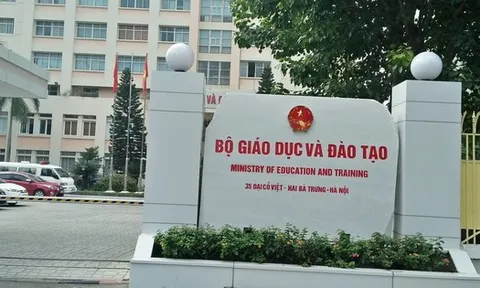 VÀ Đ
BỘ GIÁO DỤC VÀ ĐÀO TẠO
MINISTRY OF EDUCATION AND TRAINING
35 ĐẠI CỒ VIỆT - HAI BÀ TRƯNG - HÀ NỘI